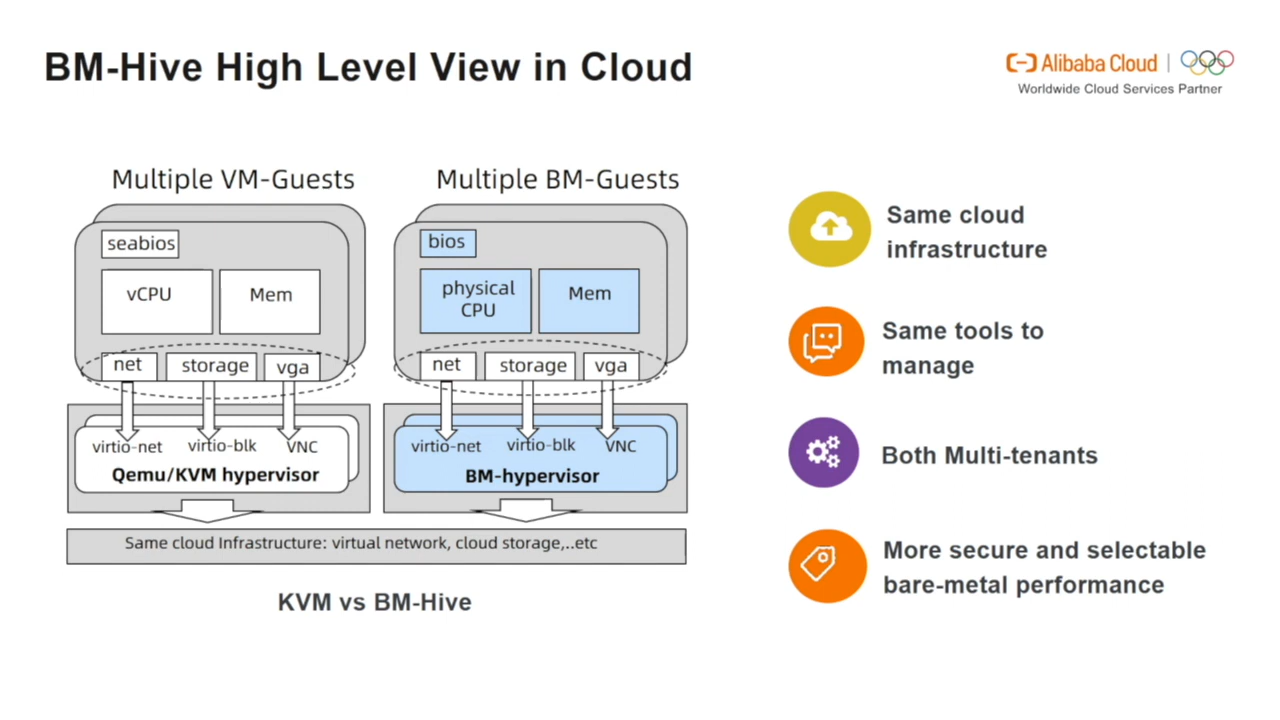 BM-Hive High Level View in Cloud
Alibaba Cloud
Worldwide Cloud Services Partner
Multiple VM-Guests
seabios
vCPU
Mem
net
storage
vga
virtio-net
virtio-blk
VNC
Qemu/KVM hypervisor
Multiple BM-Guests
bios
physical
CPU
Mem
net
storage
vga
virtio-net
virtio-blk
VNC
BM-hypervisor
Same cloud Infrastructure: virtual network, cloud storage,..etc
KVM vs BM-Hive
Same cloud
infrastructure
Same tools to
manage
Both Multi-tenants
More secure and selectable
bare-metal performance